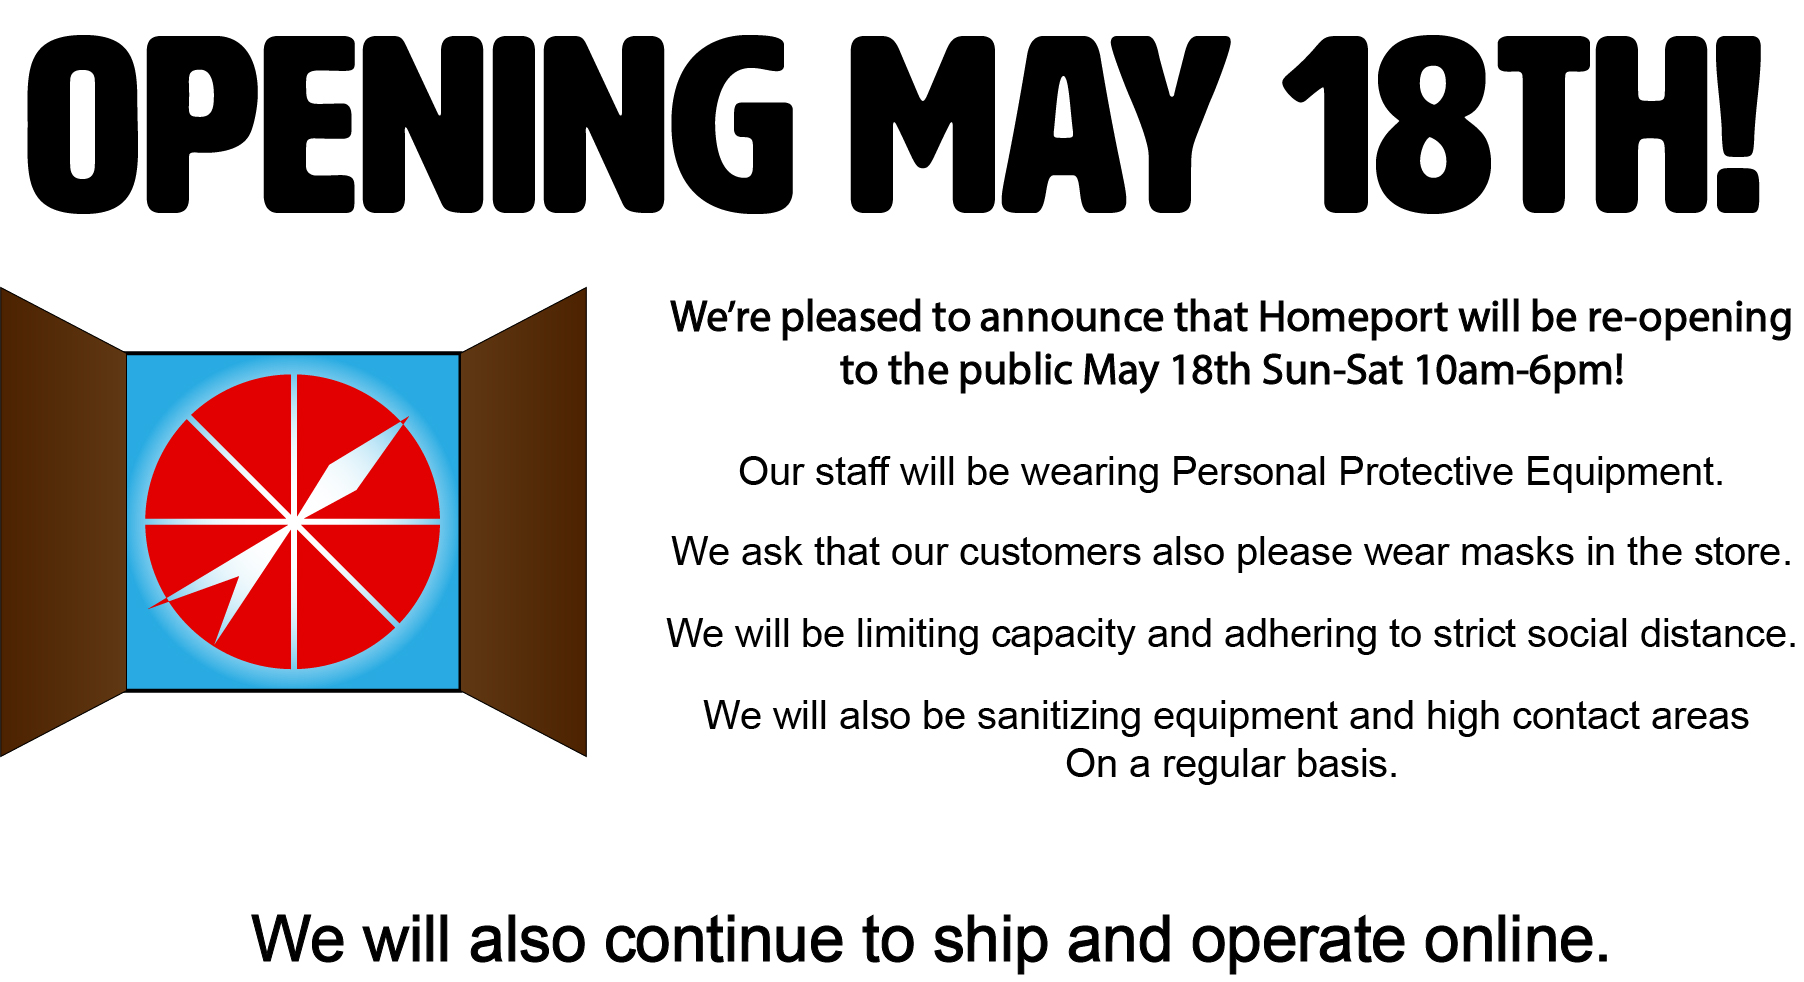 OPENING MAY 18TH!
We're pleased to announce that Homeport will be re-opening
to the public May 18th Sun-Sat 10am-6pm!
Our staff will be wearing Personal Protective Equipment.
We ask that our customers also please wear masks in the store.
We will be limiting capacity and adhering to strict social distance.
We will also be sanitizing equipment and high contact areas
On a regular basis.
We will also continue to ship and operate online.